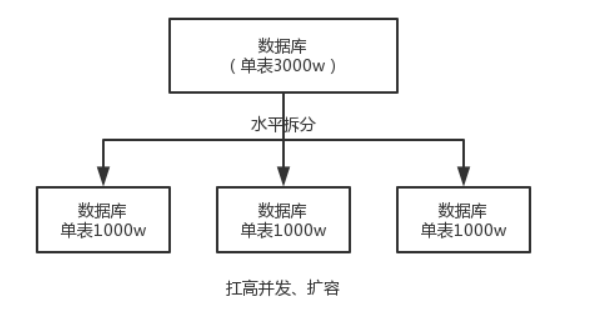 数据库
（单表3000w）
水平拆分
数据库
单表1000w
数据库
单表1000w
数据库
单表1000w
扛高并发、扩容